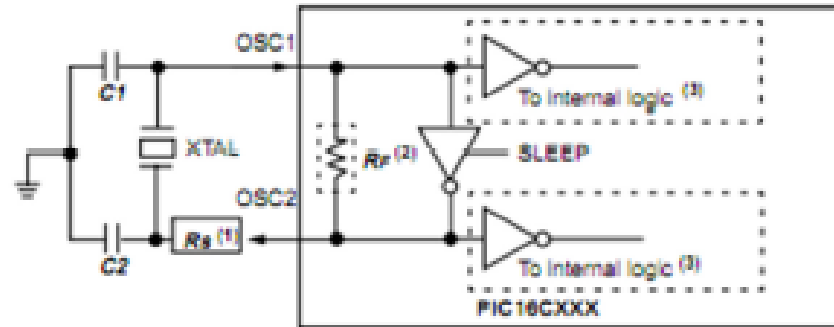 OSC1
C1
To internal logic (3)
XTAL
RF (2)
SLEEP
OSC2
RS (1)
C2
To internal logic (3)
PIC16CXXX